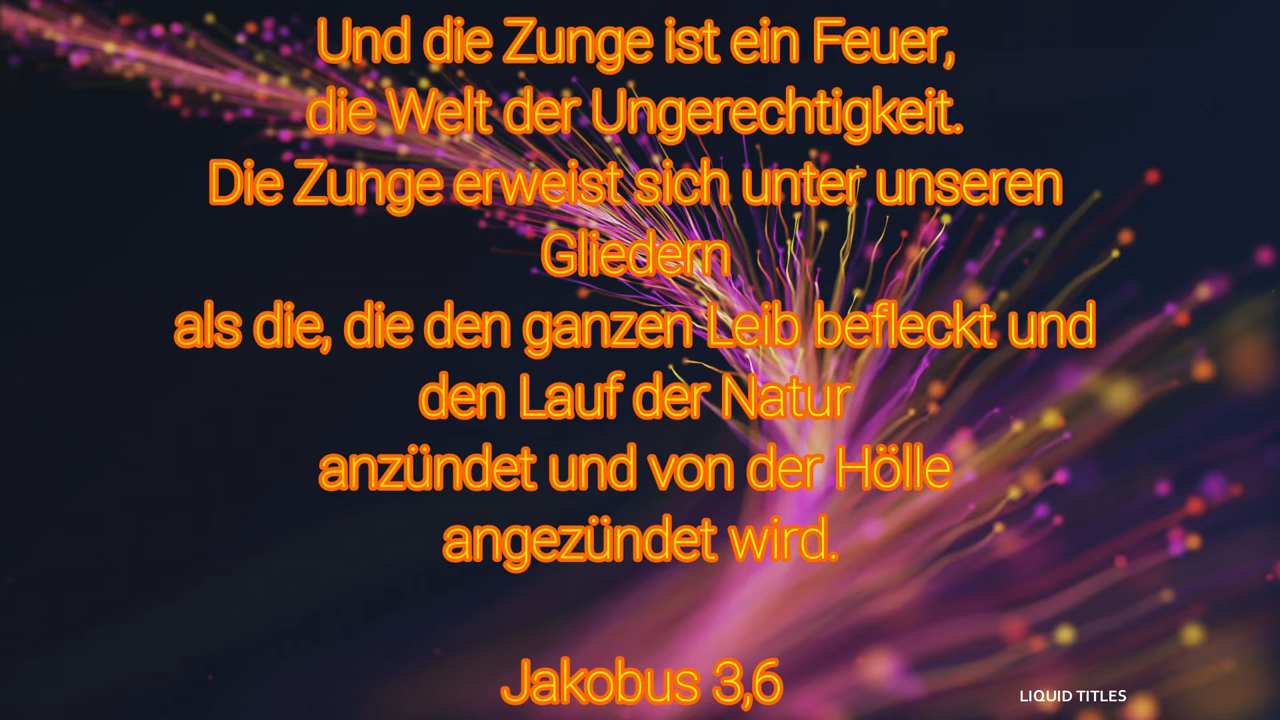 Und die Zunge ist ein Feuer,
die Welt der Ungerechtigkeit.
Die Zunge erweist sich unter unseren
Gliedern
als die, die den ganzen Leib befleckt und
den Lauf der Natur
anzündet und von der Hölle
angezündet wird.
Jakobus 3,6
LIQUID TITLES